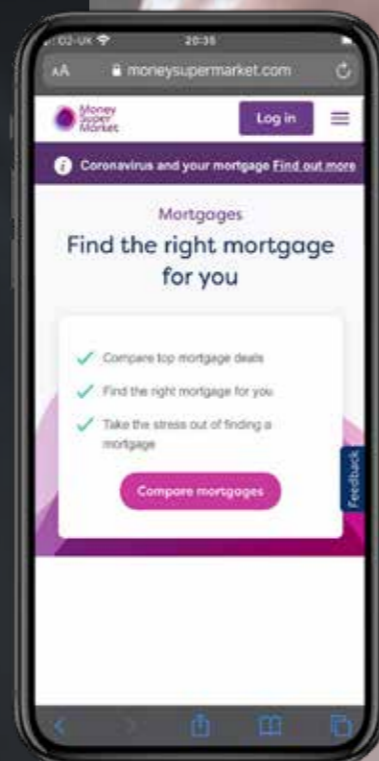 O2-UK
20:35
AA
moneysupermarket.com
Money
Super
Market
Log in
Coronavirus and your mortgage Find out more
Mortgages
Find the right mortgage
for you
Compare top mortgage deals
Find the right mortgage for you
Take the stress out of finding a
mortgage
Feedback
Compare mortgages